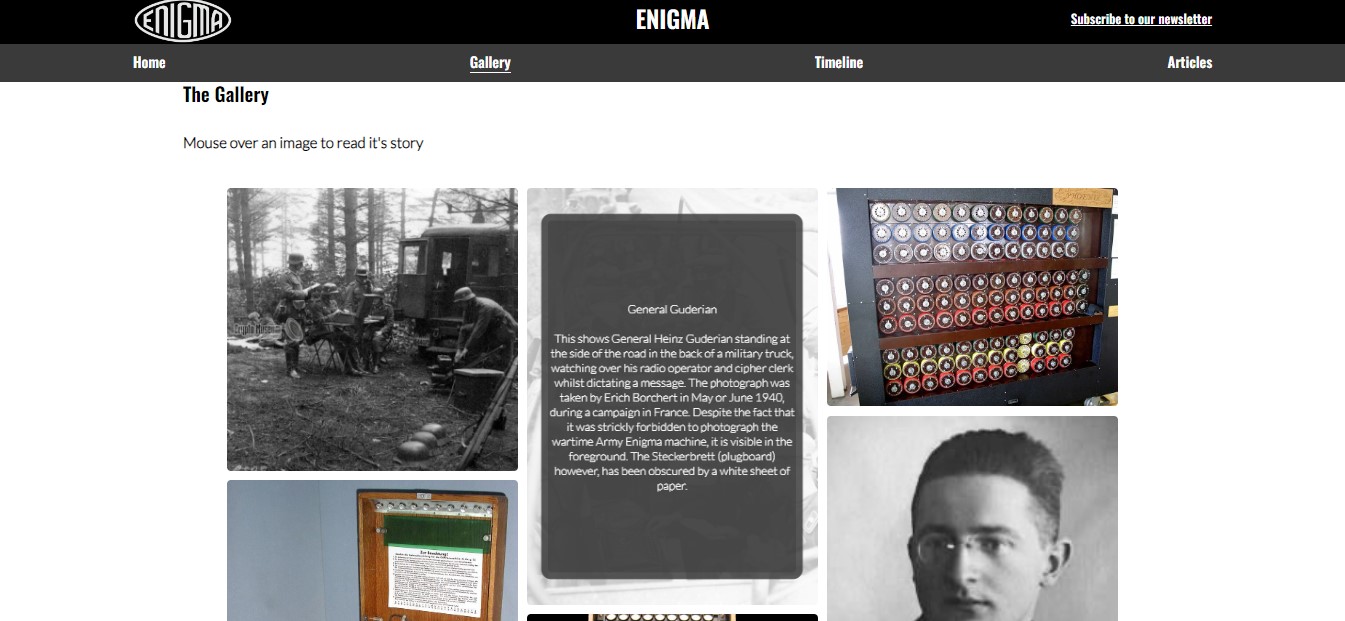 ENIGMA
ENIGMA
Subscribe to our newsletter
Home
Gallery
Timeline
Articles
The Gallery
Mouse over an image to read it's story
Crypto Museum
General Guderian
This shows General Heinz Guderian standing at
the side of the road in the back of a military truck,
watching over his radio operator and cipher clerk
whilst dictating a message. The photograph was
taken by Erich Borchert in May or June 1940,
during a campaign in France. Despite the fact that
it was strickly forbidden to photograph the
wartime Army Enigma machine, it is visible in the
foreground. The Steckerbrett (plugboard)
however, has been obscured by a white sheet of
paper.
Zur Beachtung!